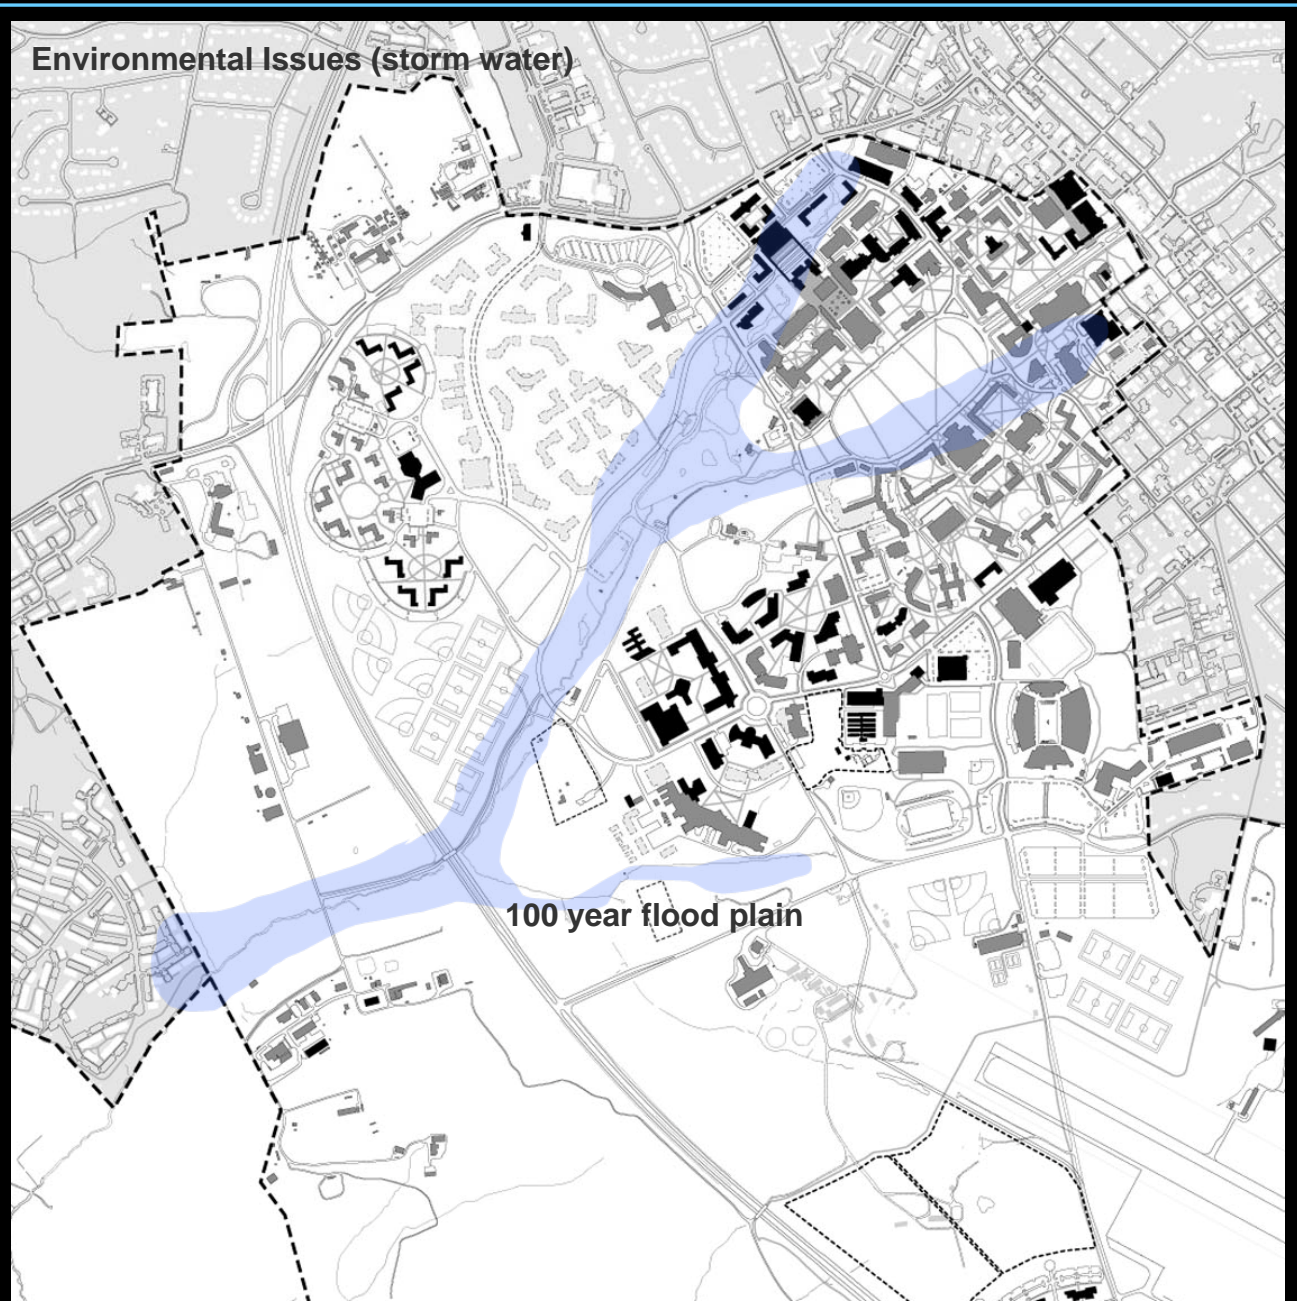 Environmental Issues (storm water)
100 year flood plain